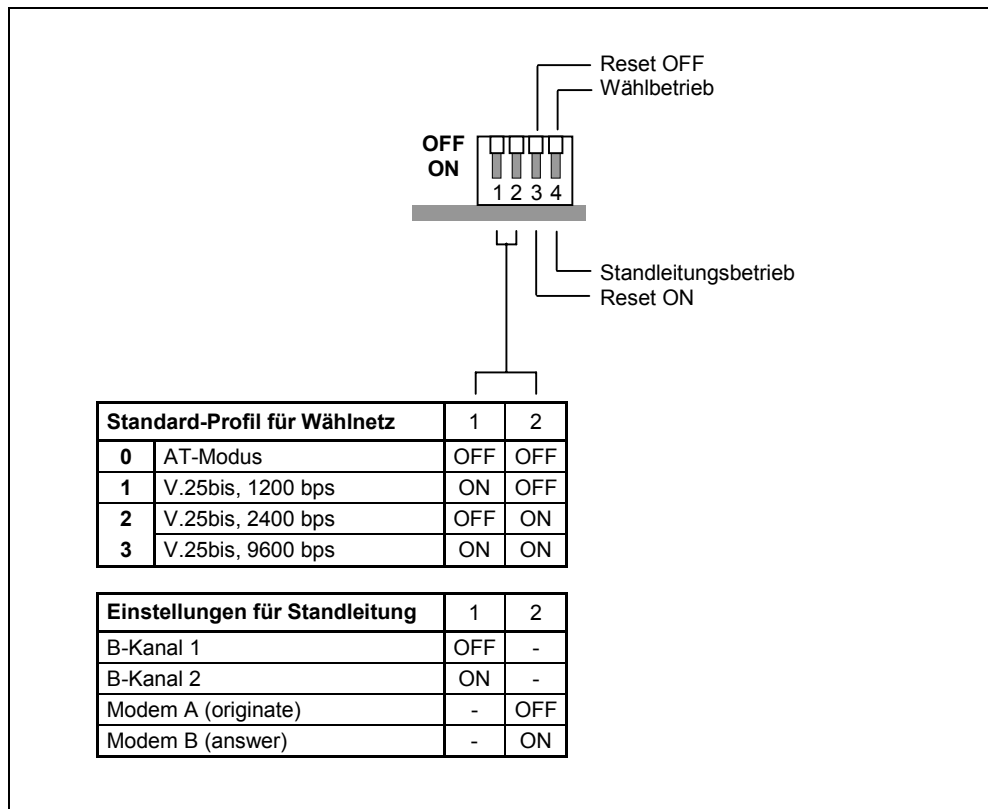 Reset OFF
Wählbetrieb
OFF
ON
1 2 3 4
Standleitungsbetrieb
Reset ON
Standard-Profil für Wählnetz 1 2
0 AT-Modus OFF OFF
1 V.25bis, 1200 bps ON OFF
2 V.25bis, 2400 bps OFF ON
3 V.25bis, 9600 bps ON ON
Einstellungen für Standleitung 1 2
B-Kanal 1 OFF -
B-Kanal 2 ON -
Modem A (originate) - OFF
Modem B (answer) - ON